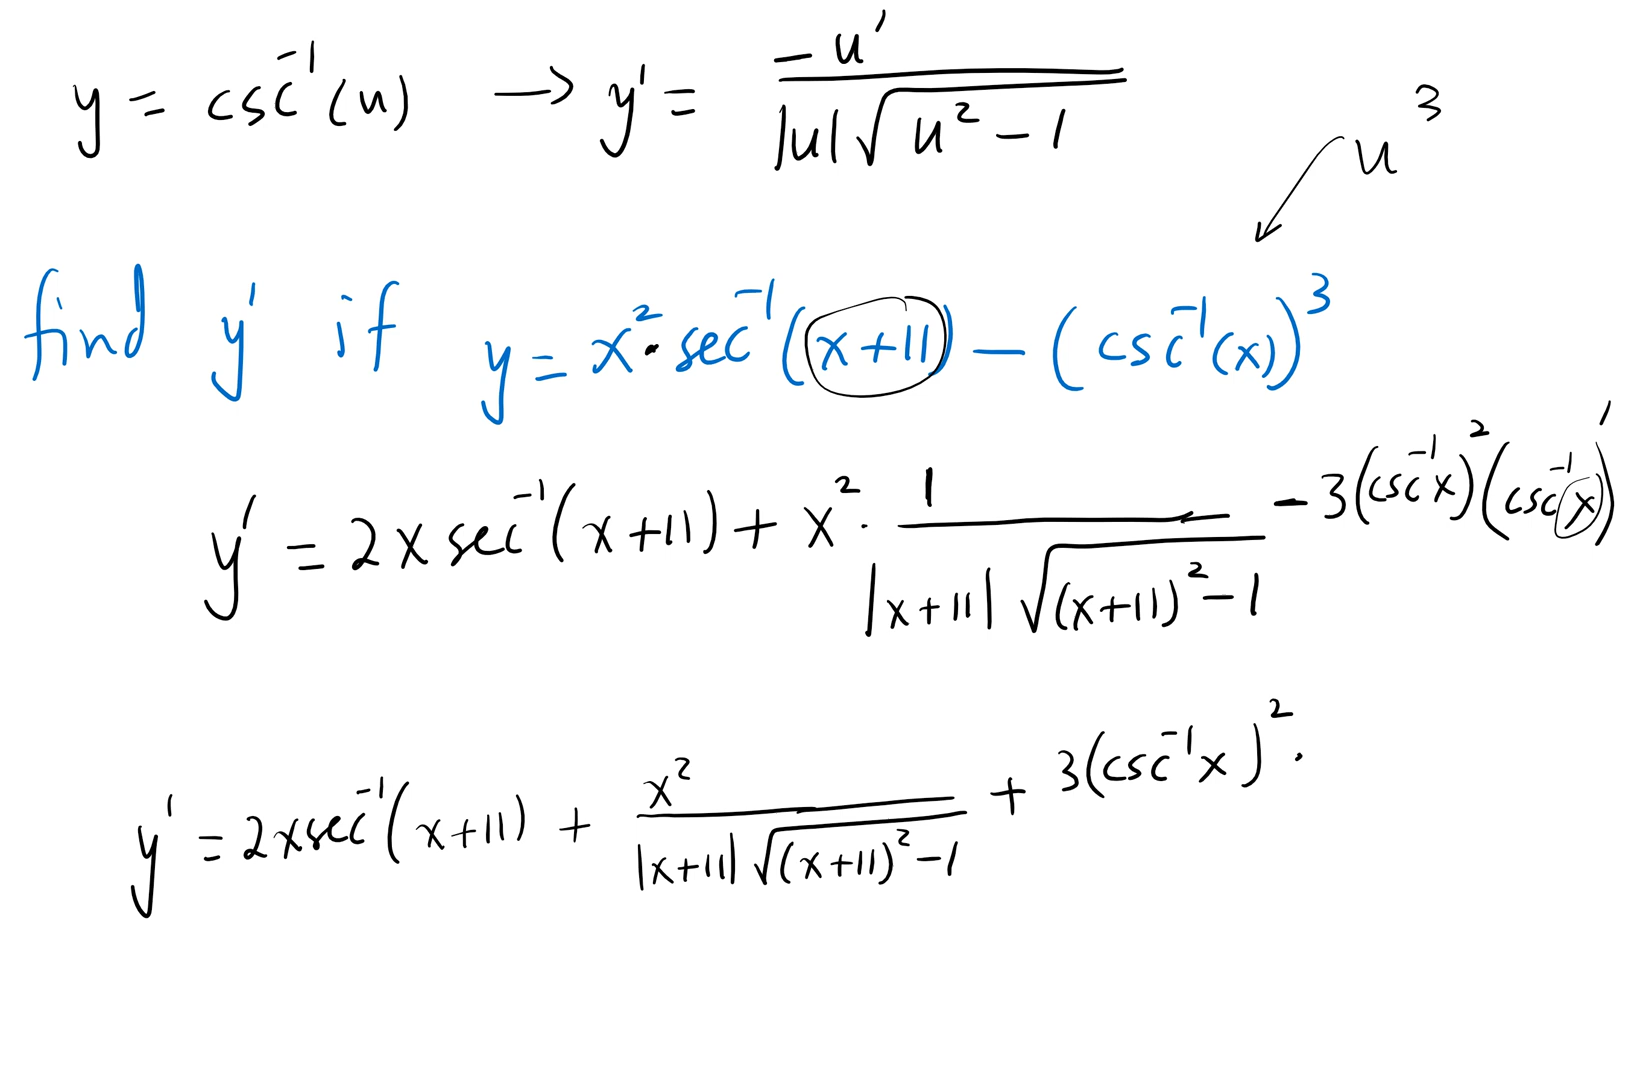 y = csc⁻¹(u) → y' = -u' / |u|√(u² - 1)
u³
find y' if y = x² · sec⁻¹(x+11) - (csc⁻¹(x))³
y' = 2x sec⁻¹(x+11) + x² · 1 / |x+11| √((x+11)² - 1) - 3(csc⁻¹x)² (csc⁻¹x)'
y' = 2x sec⁻¹(x+11) + x² / |x+11| √((x+11)² - 1) + 3(csc⁻¹x)² ·